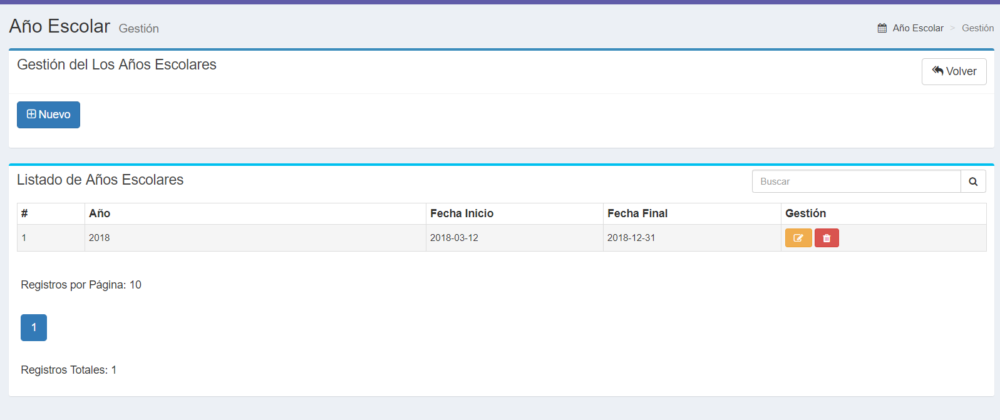 Año Escolar Gestión
Año Escolar > Gestión
Gestión del Los Años Escolares
Volver
Nuevo
Listado de Años Escolares
Buscar
# Año Fecha Inicio Fecha Final Gestión
1 2018 2018-03-12 2018-12-31
Registros por Página: 10
1
Registros Totales: 1